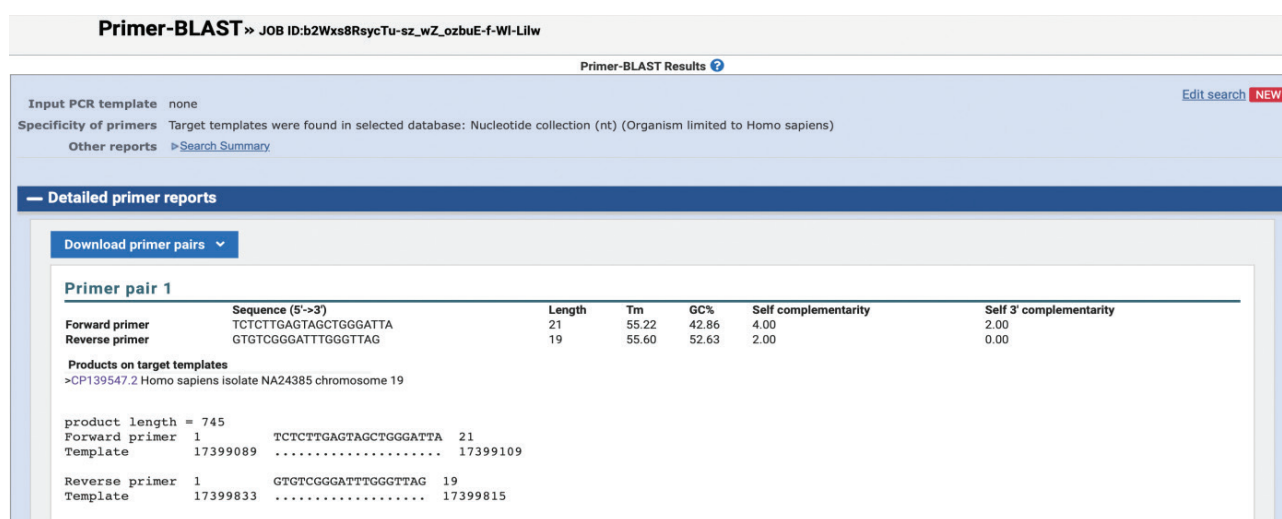 Primer-BLAST » JOB ID:b2Wxs8RsycTu-sz_wZ_ozbuE-f-Wl-Lilw
Primer-BLAST Results ?
Edit search NEW
Input PCR template none
Specificity of primers Target templates were found in selected database: Nucleotide collection (nt) (Organism limited to Homo sapiens)
Other reports Search Summary
Detailed primer reports
Download primer pairs
Primer pair 1
Sequence (5'->3') Length Tm GC% Self complementarity Self 3' complementarity
Forward primer TCTCTTGAGTAGCTGGGATTA 21 55.22 42.86 4.00 2.00
Reverse primer GTGTCGGGATTTGGGTTAG 19 55.60 52.63 2.00 0.00
Products on target templates
>CP139547.2 Homo sapiens isolate NA24385 chromosome 19
product length = 745
Forward primer 1 TCTCTTGAGTAGCTGGGATTA 21
Template 17399089 ..................... 17399109
Reverse primer 1 GTGTCGGGATTTGGGTTAG 19
Template 17399833 ................... 17399815